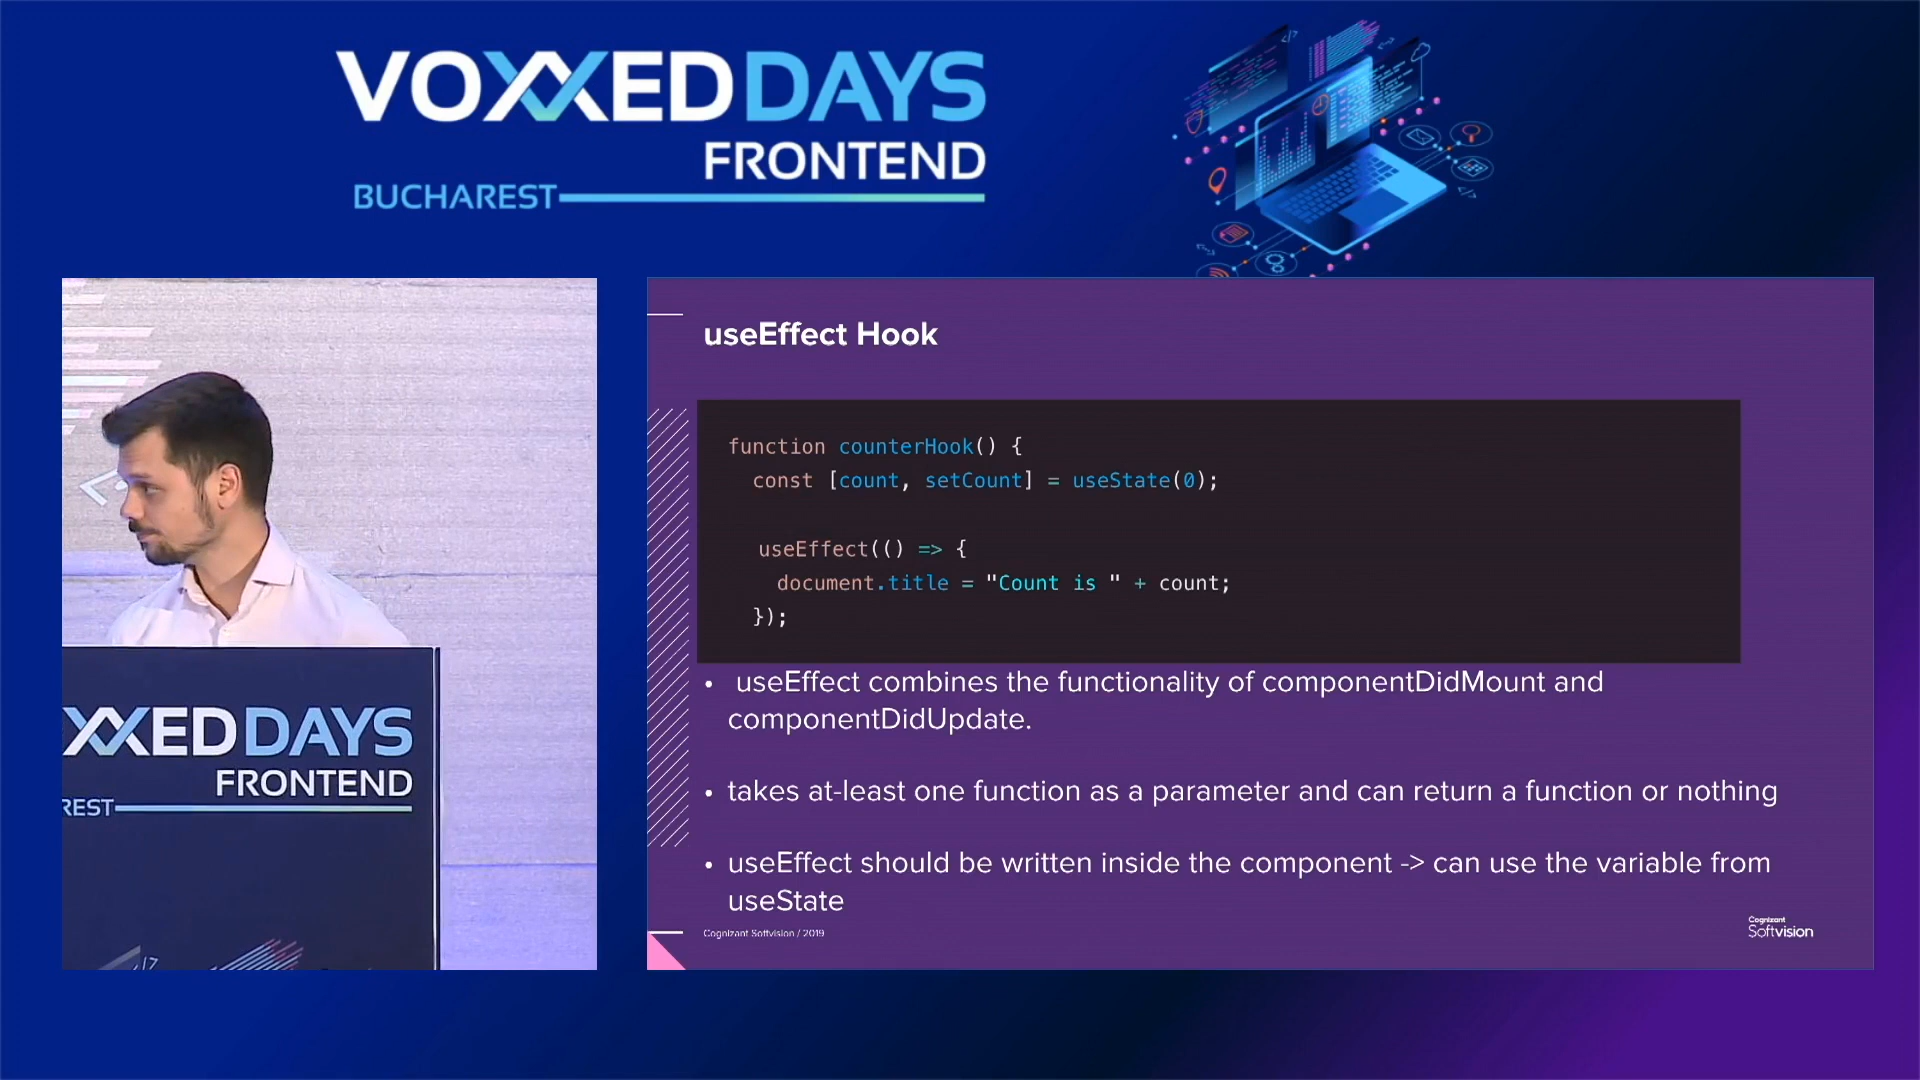 VOXXED DAYS
FRONTEND
BUCHAREST
XXED DAYS
FRONTEND
REST
useEffect Hook
function counterHook() {
const [count, setCount] = useState(0);
useEffect(() => {
document.title = "Count is " + count;
});
• useEffect combines the functionality of componentDidMount and
componentDidUpdate.
• takes at-least one function as a parameter and can return a function or nothing
• useEffect should be written inside the component -> can use the variable from
useState
Cognizant Softvision / 2019
Cognizant
Softvision